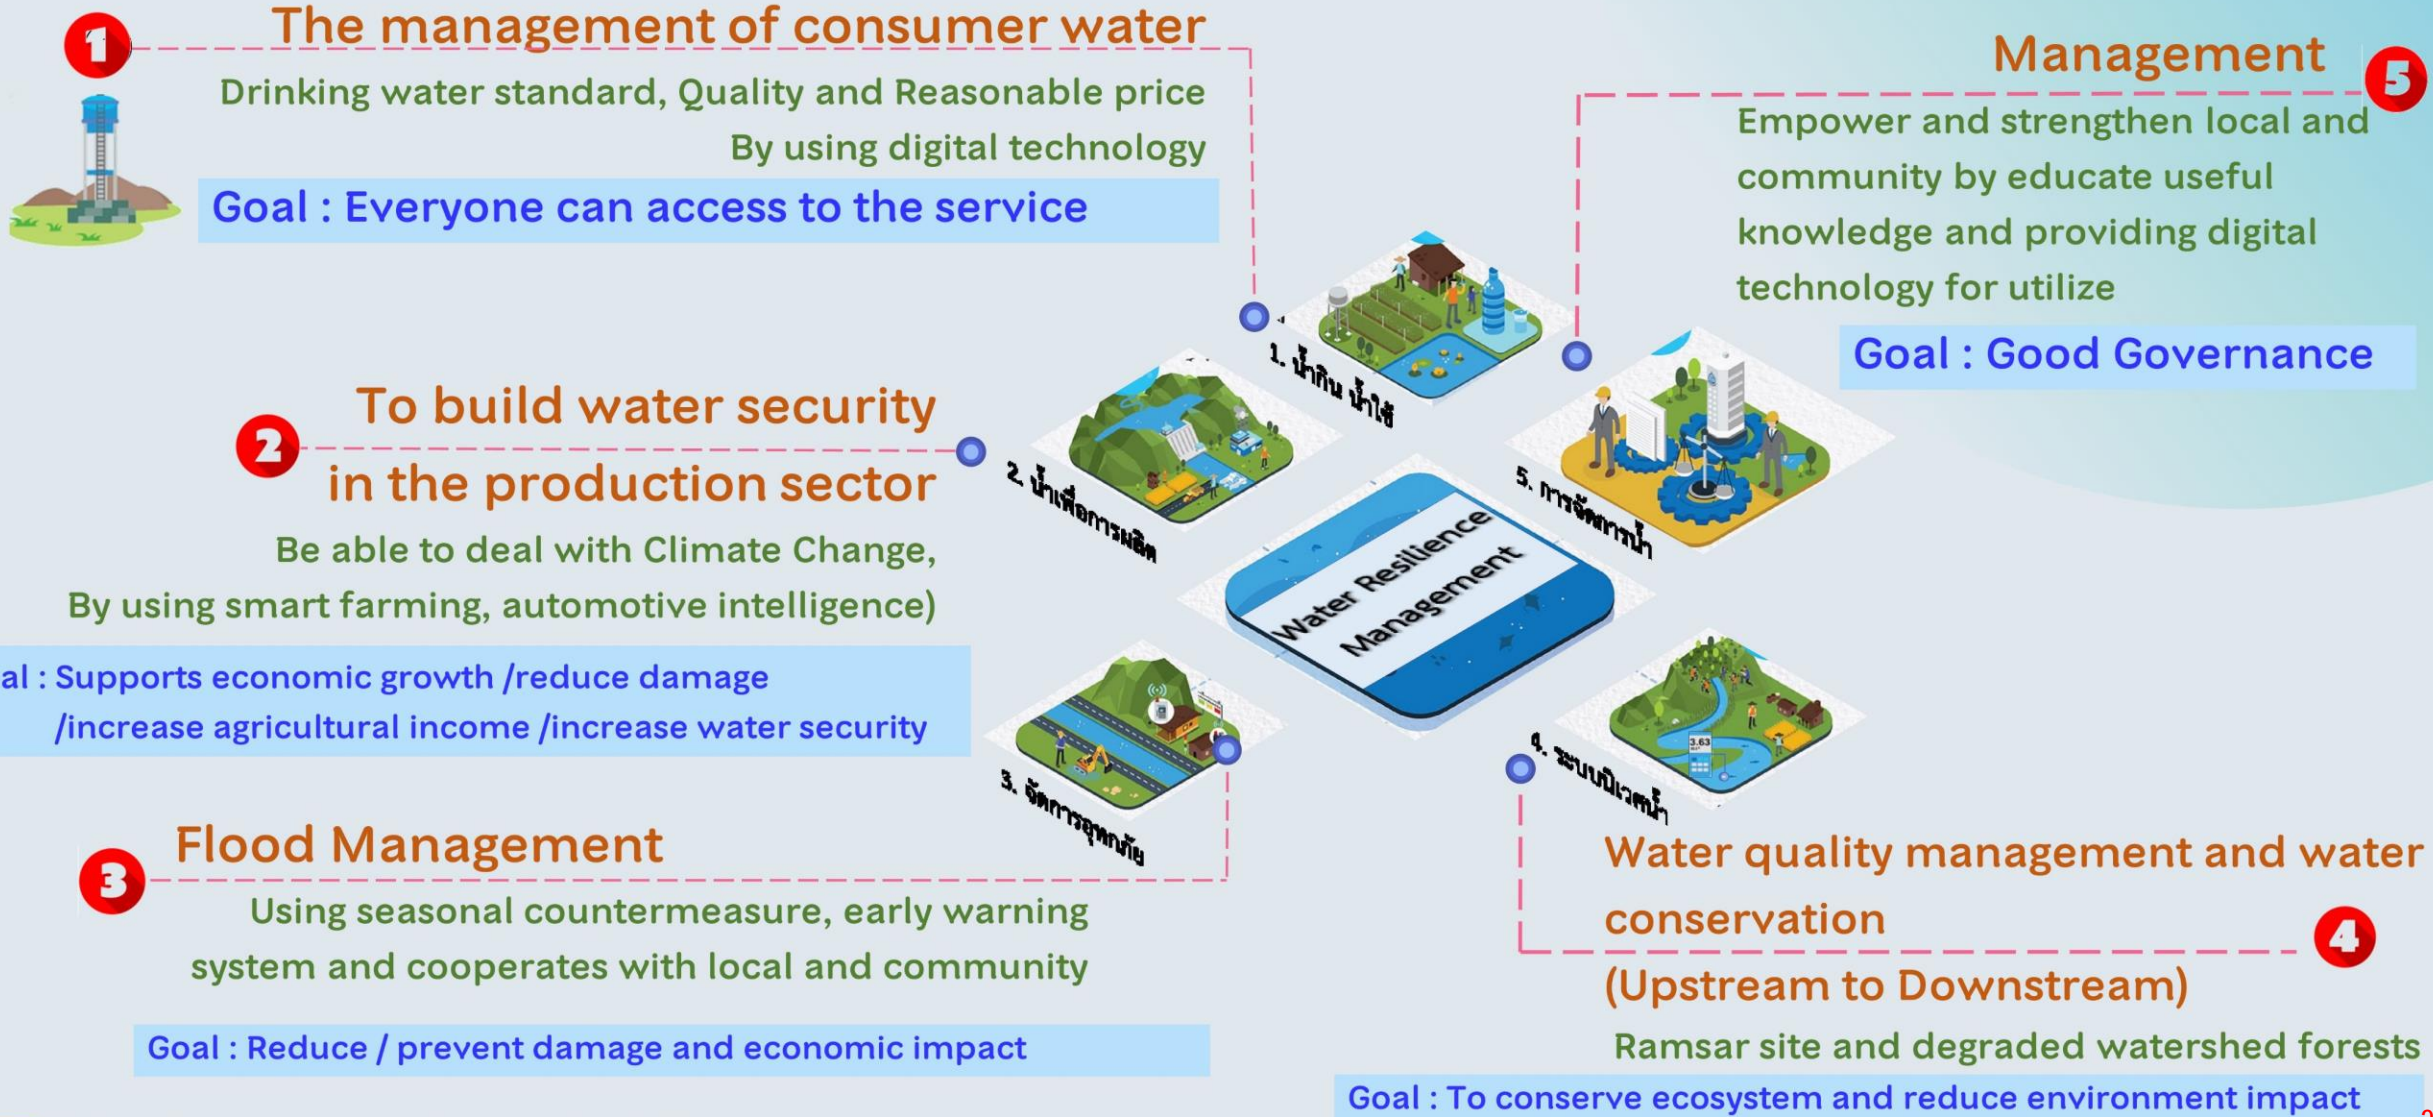 1
The management of consumer water
Drinking water standard, Quality and Reasonable price
By using digital technology
Goal : Everyone can access to the service
2
To build water security
in the production sector
Be able to deal with Climate Change,
By using smart farming, automotive intelligence)
al : Supports economic growth /reduce damage
/increase agricultural income /increase water security
3
Flood Management
Using seasonal countermeasure, early warning
system and cooperates with local and community
Goal : Reduce / prevent damage and economic impact
1. น้ำกิน น้ำใช้
2. น้ำเพื่อการผลิต
3. จัดการอุทกภัย
Water Resilience
Management
5. การจัดการน้ำ
4. ระบบนิเวศน้ำ
3.63
5
Management
Empower and strengthen local and
community by educate useful
knowledge and providing digital
technology for utilize
Goal : Good Governance
4
Water quality management and water
conservation
(Upstream to Downstream)
Ramsar site and degraded watershed forests
Goal : To conserve ecosystem and reduce environment impact